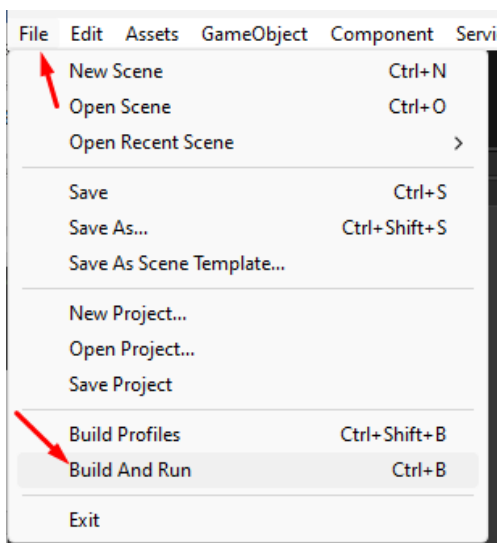 File Edit Assets GameObject Component Servi
New Scene Ctrl+N
Open Scene Ctrl+O
Open Recent Scene
Save Ctrl+S
Save As... Ctrl+Shift+S
Save As Scene Template...
New Project...
Open Project...
Save Project
Build Profiles Ctrl+Shift+B
Build And Run Ctrl+B
Exit